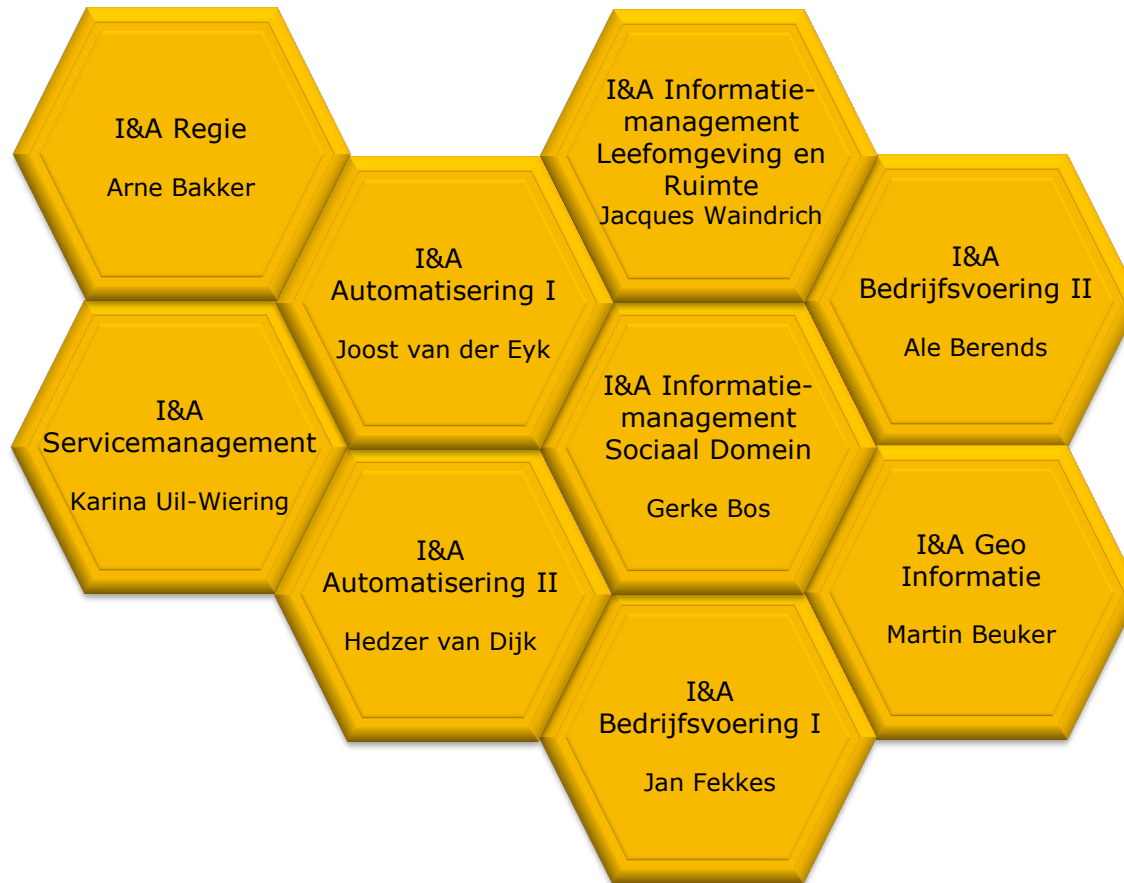 I&A Regie
Arne Bakker
I&A Informatie-
management
Leefomgeving en
Ruimte
Jacques Waindrich
I&A
Automatisering I
Joost van der Eyk
I&A
Bedrijfsvoering II
Ale Berends
I&A
Servicemanagement
Karina Uil-Wiering
I&A Informatie-
management
Sociaal Domein
Gerke Bos
I&A
Automatisering II
Hedzer van Dijk
I&A Geo
Informatie
Martin Beuker
I&A
Bedrijfsvoering I
Jan Fekkes